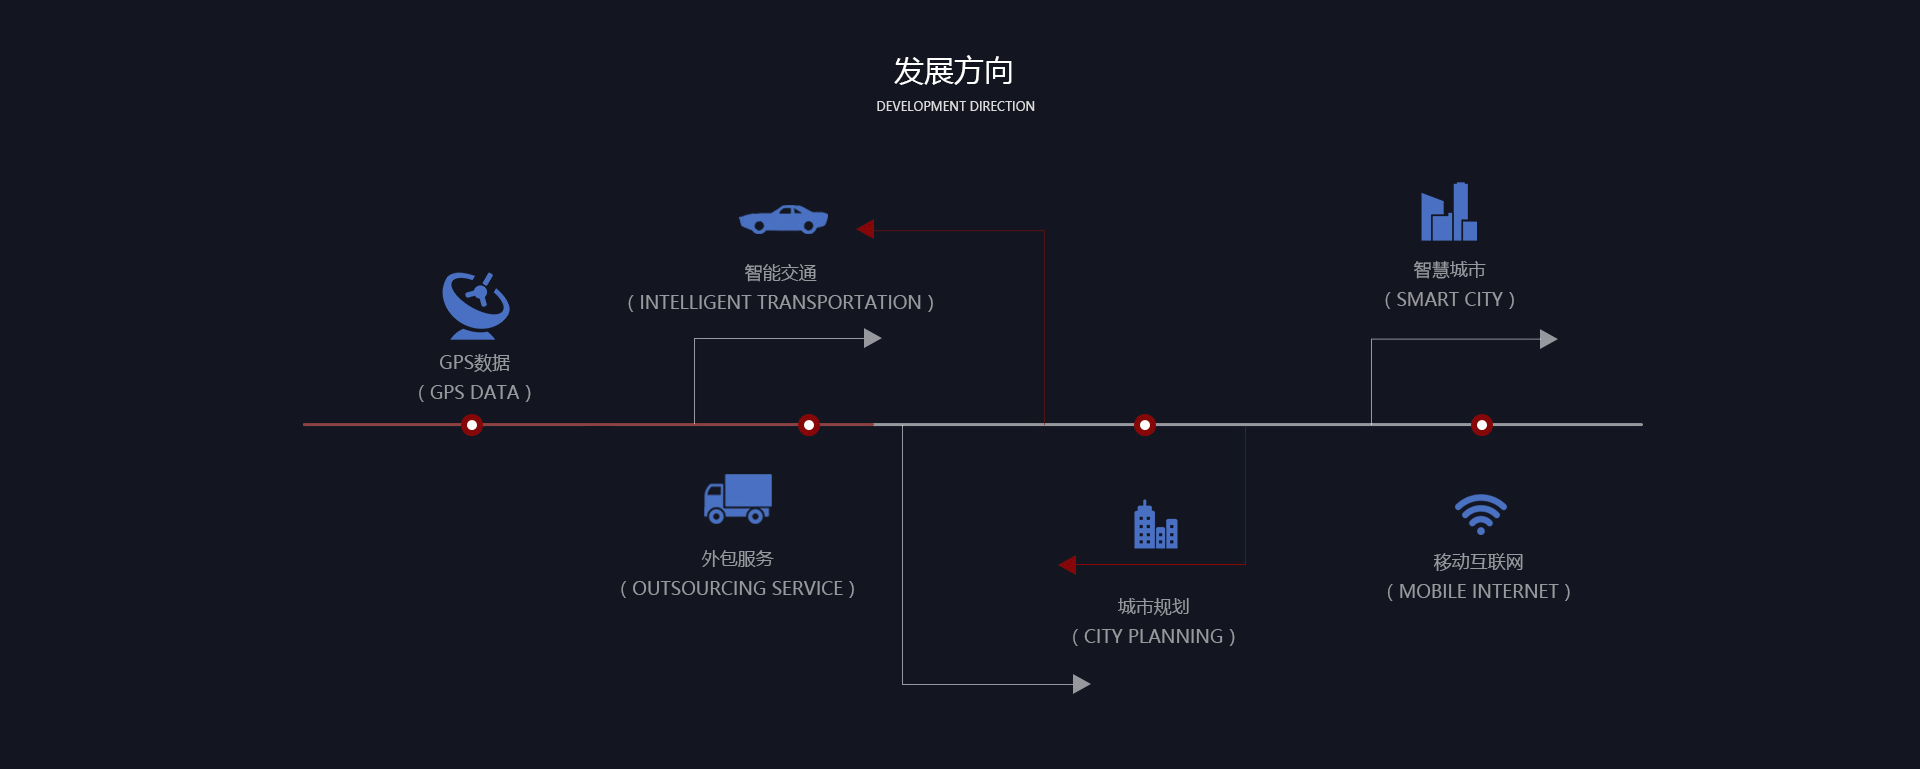 发展方向
DEVELOPMENT DIRECTION
GPS数据
( GPS DATA )
智能交通
( INTELLIGENT TRANSPORTATION )
外包服务
( OUTSOURCING SERVICE )
城市规划
( CITY PLANNING )
智慧城市
( SMART CITY )
移动互联网
( MOBILE INTERNET )